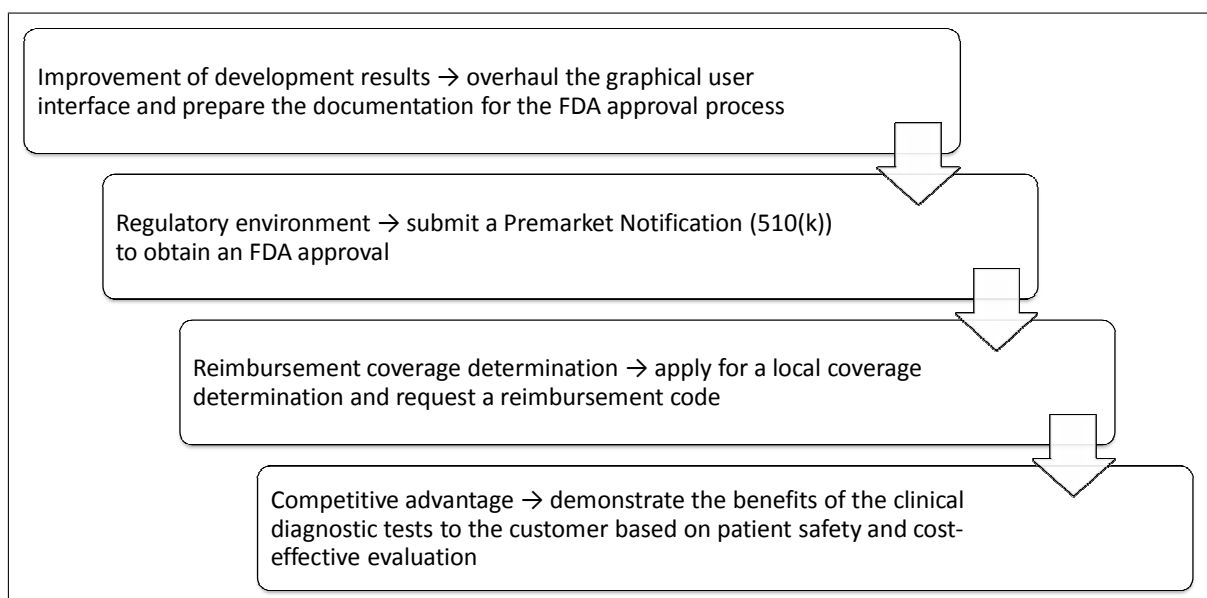 Improvement of development results → overhaul the graphical user
interface and prepare the documentation for the FDA approval process
Regulatory environment → submit a Premarket Notification (510(k))
to obtain an FDA approval
Reimbursement coverage determination → apply for a local coverage
determination and request a reimbursement code
Competitive advantage → demonstrate the benefits of the clinical
diagnostic tests to the customer based on patient safety and cost-
effective evaluation